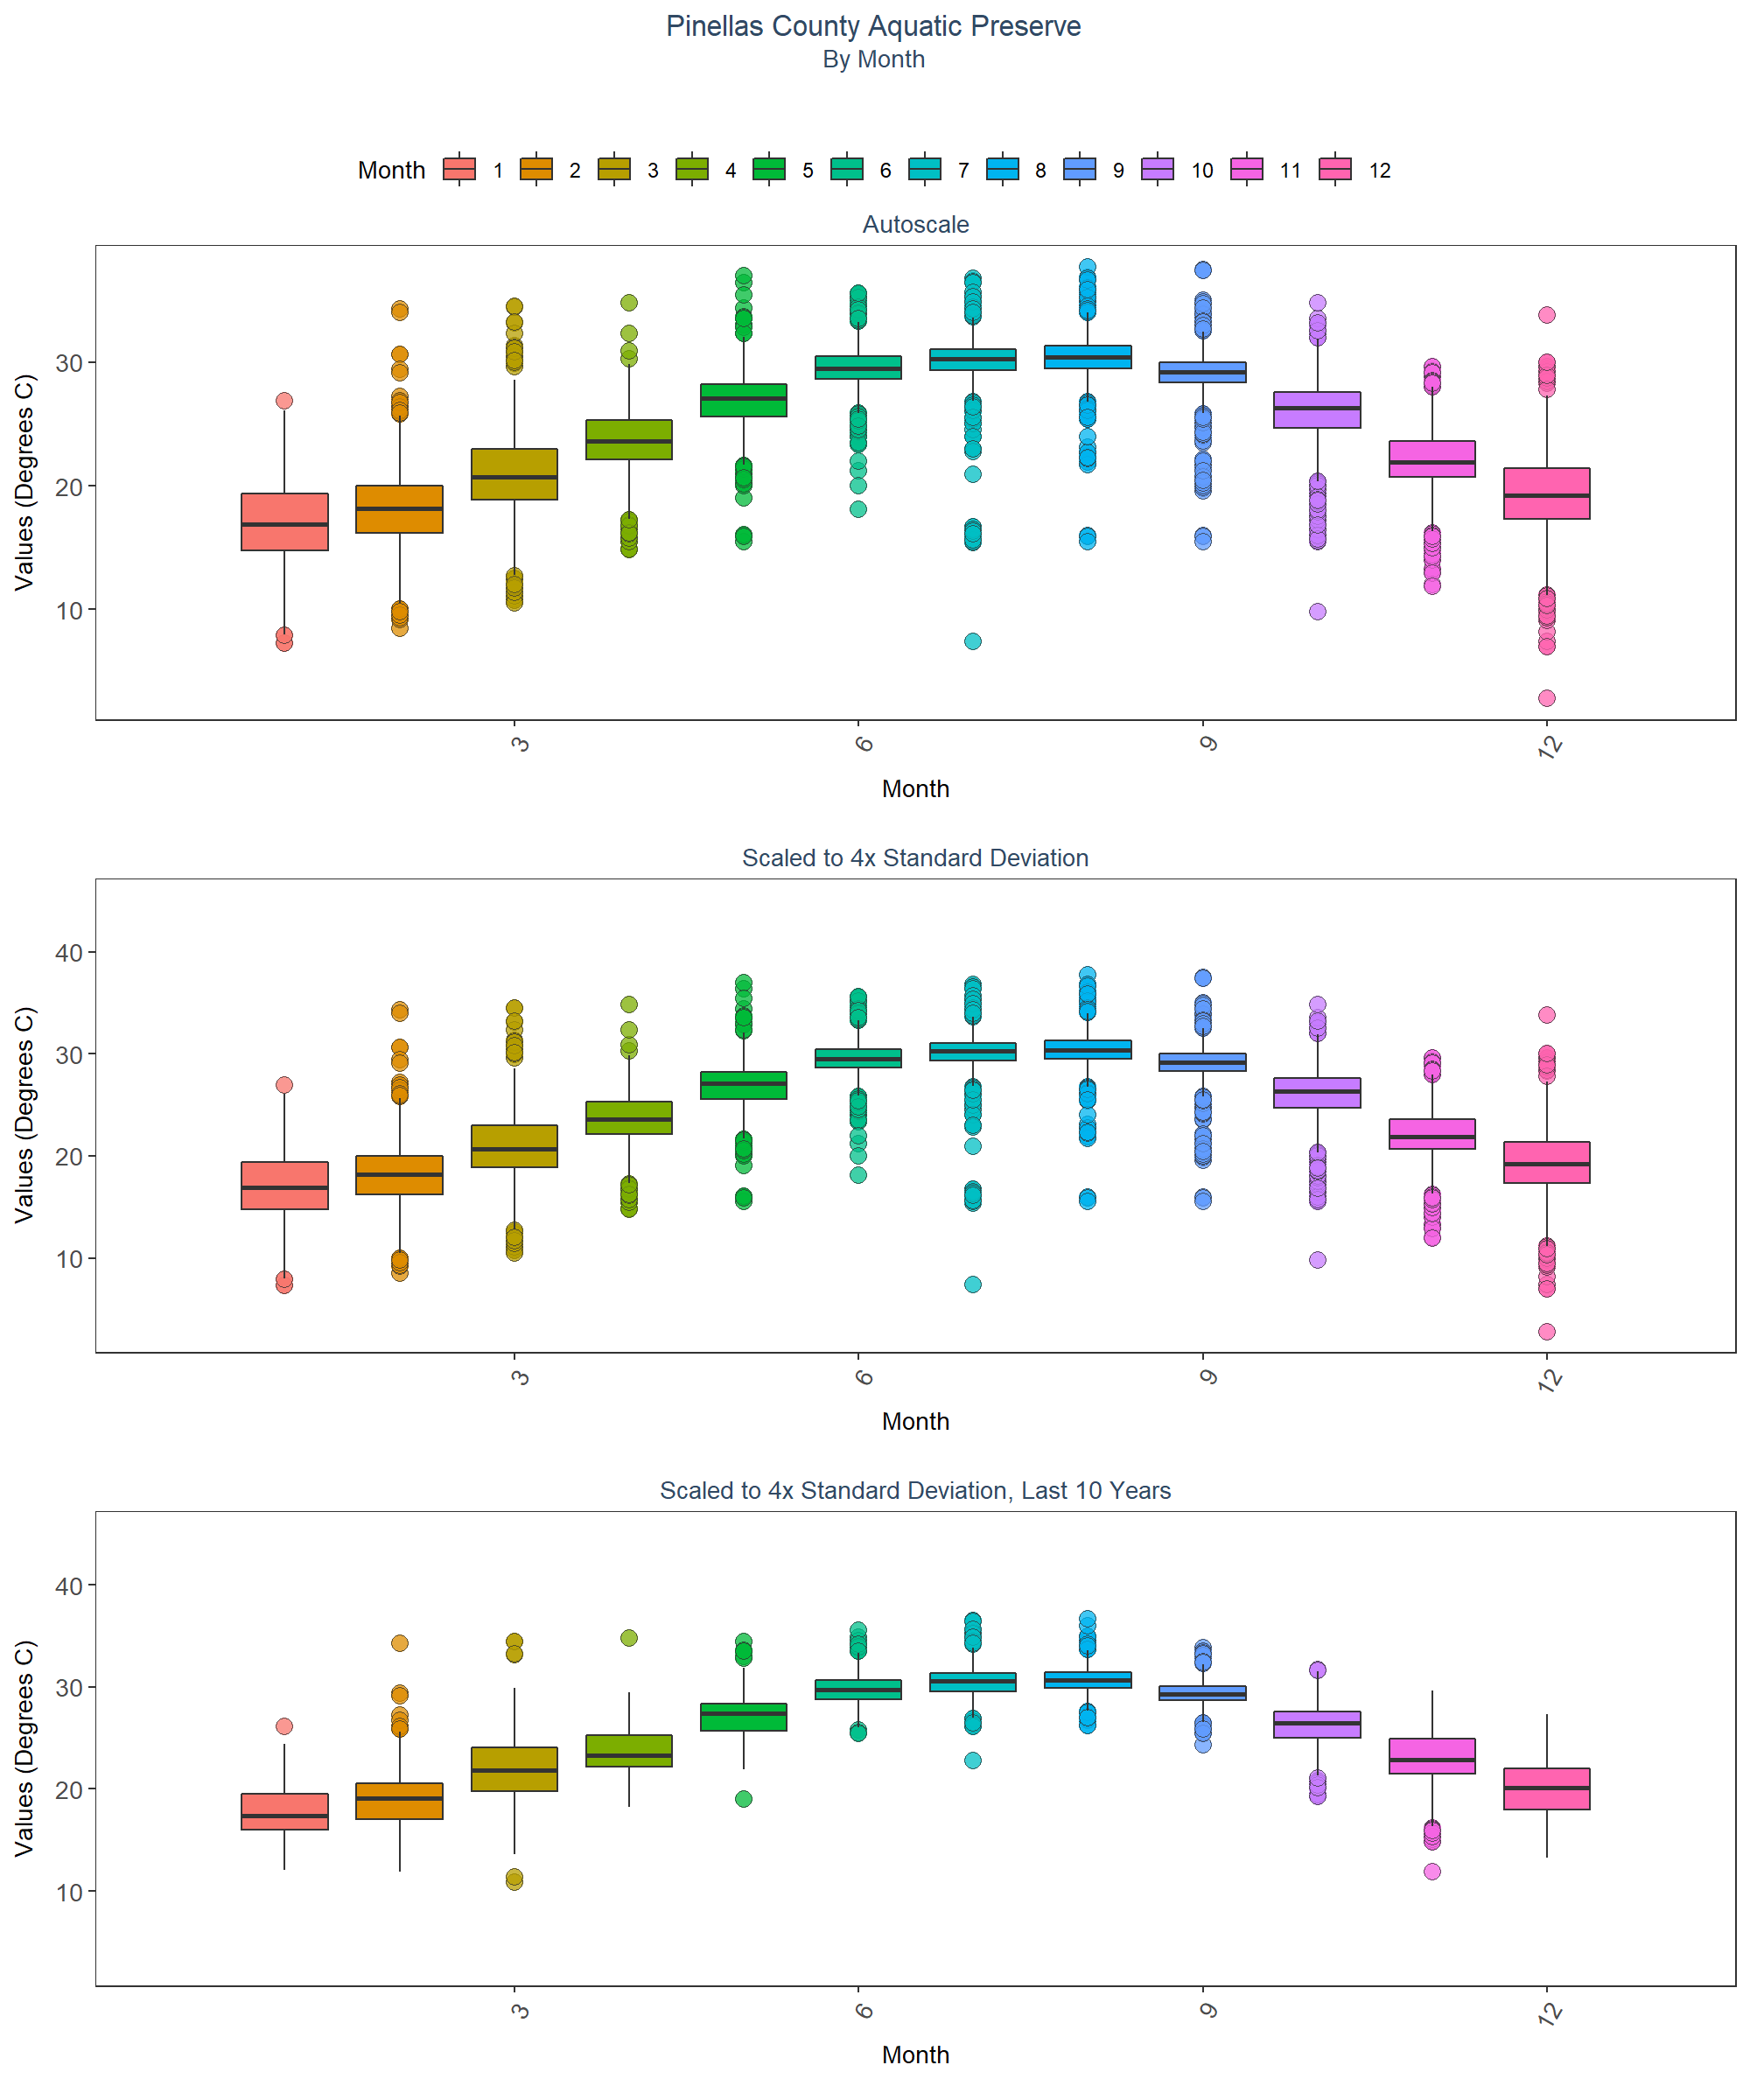 Pinellas County Aquatic Preserve
By Month
Month 1 2 3 4 5 6 7 8 9 10 11 12
Autoscale
Values (Degrees C)
30
20
10
3 6 9 12
Month
Scaled to 4x Standard Deviation
Values (Degrees C)
40
30
20
10
3 6 9 12
Month
Scaled to 4x Standard Deviation, Last 10 Years
Values (Degrees C)
40
30
20
10
3 6 9 12
Month